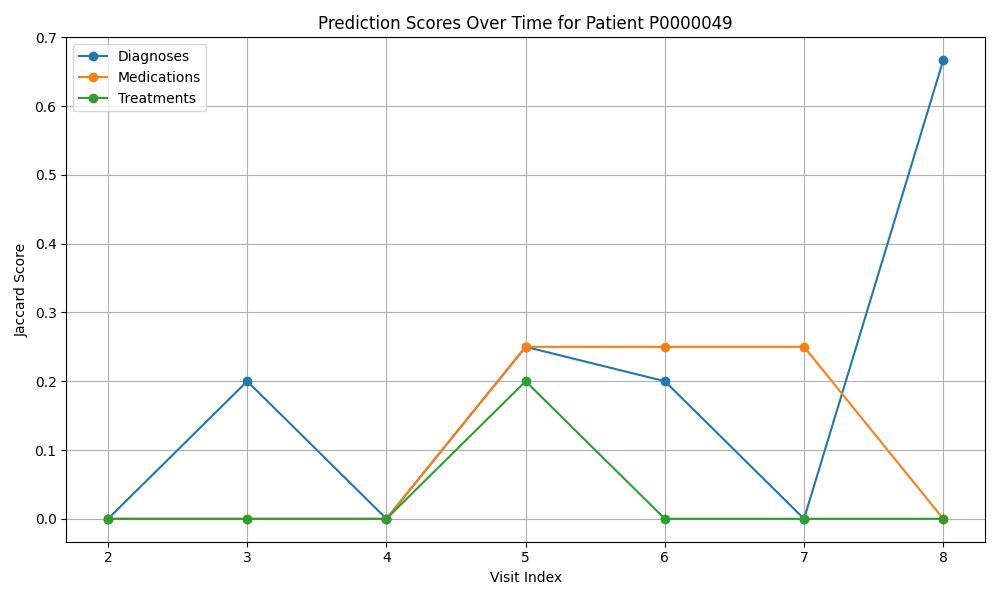 Prediction Scores Over Time for Patient P0000049
Diagnoses
Medications
Treatments
Jaccard Score
0.7
0.6
0.5
0.4
0.3
0.2
0.1
0.0
2 3 4 5 6 7 8
Visit Index